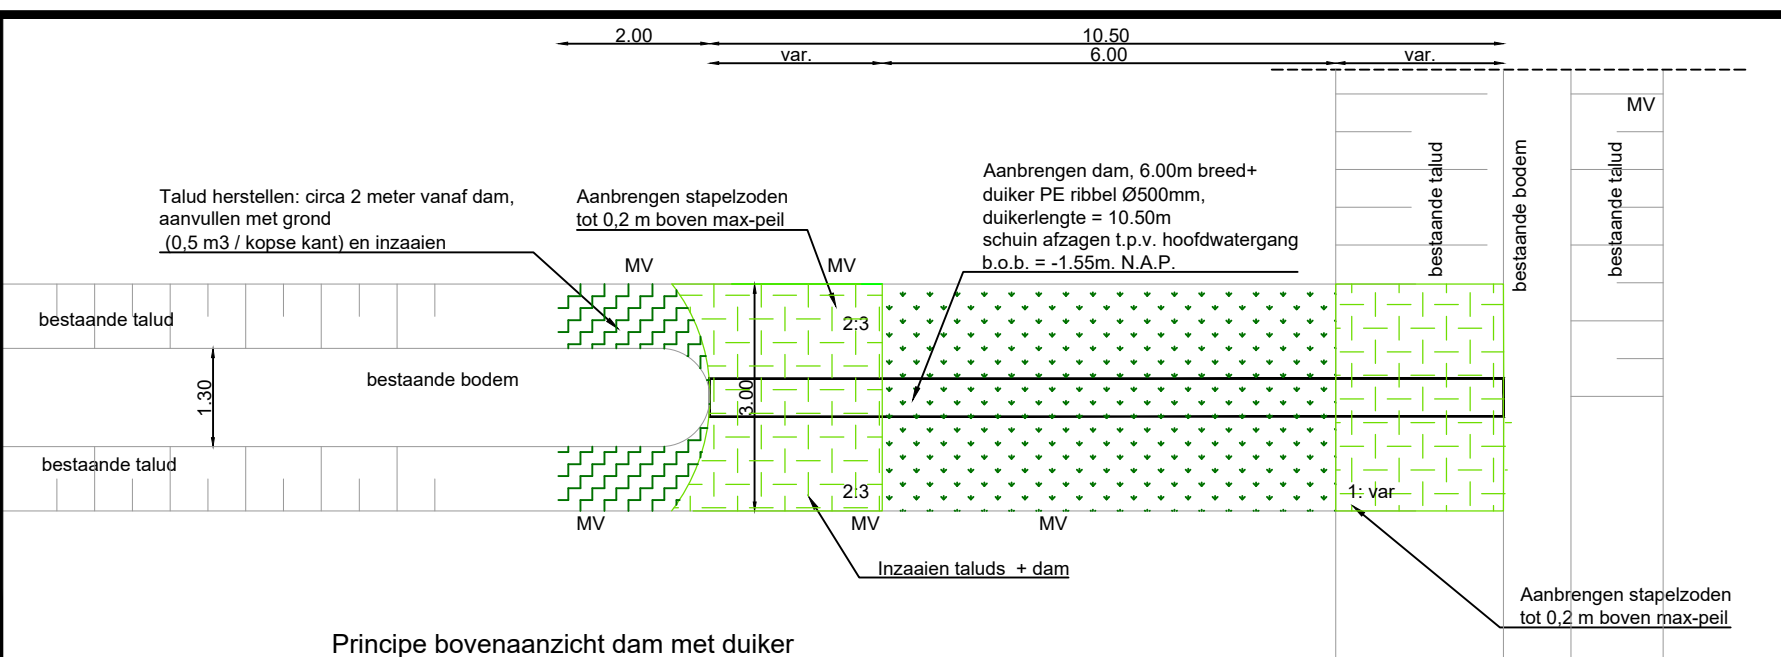 2.00
10.50
var.
6.00
var.
MV
Aanbrengen dam, 6.00m breed+
duiker PE ribbel Ø500mm,
duikerlengte = 10.50m
schuin afzagen t.p.v. hoofdwatergang
b.o.b. = -1.55m. N.A.P.
Talud herstellen: circa 2 meter vanaf dam,
aanvullen met grond
(0,5 m3 / kopse kant) en inzaaien
Aanbrengen stapelzoden
tot 0,2 m boven max-peil
bestaande talud
bestaande bodem
bestaande talud
MV
MV
bestaande talud
2:3
bestaande bodem
1.30
3.00
bestaande talud
2:3
1: var
MV
MV
MV
Inzaaien taluds + dam
Aanbrengen stapelzoden
tot 0,2 m boven max-peil
Principe bovenaanzicht dam met duiker